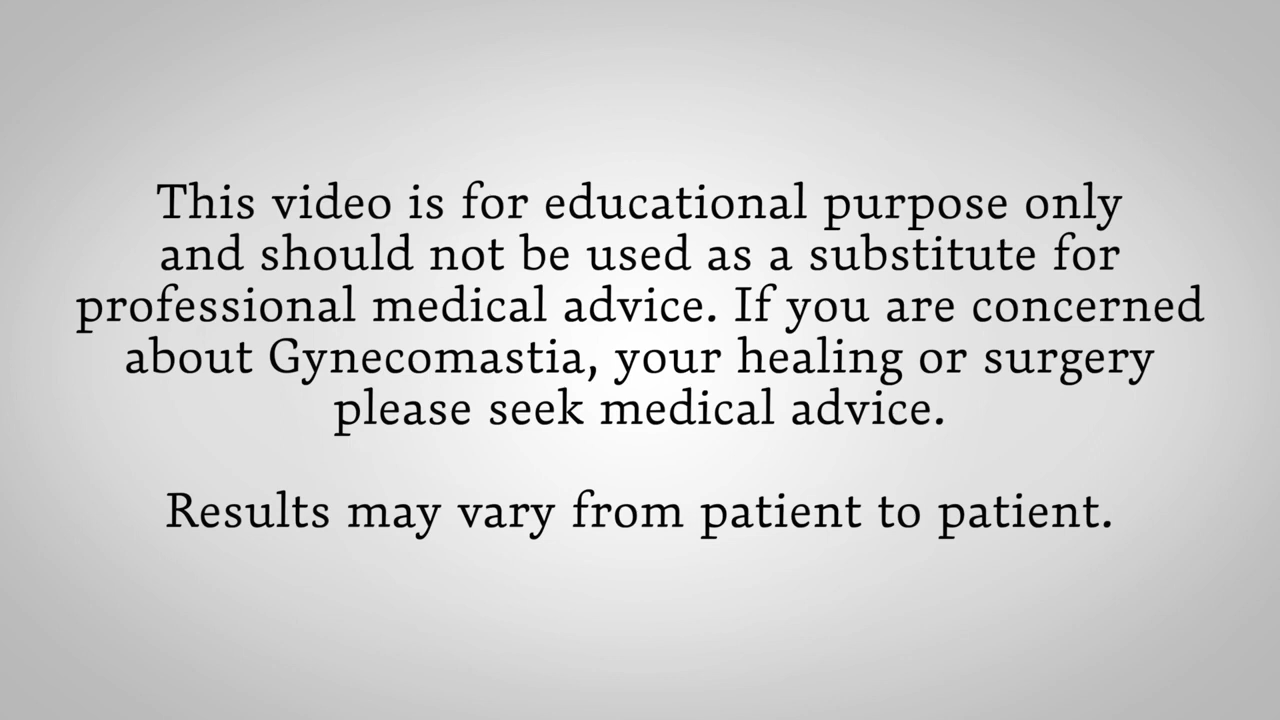 This video is for educational purpose only
and should not be used as a substitute for
professional medical advice. If you are concerned
about Gynecomastia, your healing or surgery
please seek medical advice.
Results may vary from patient to patient.